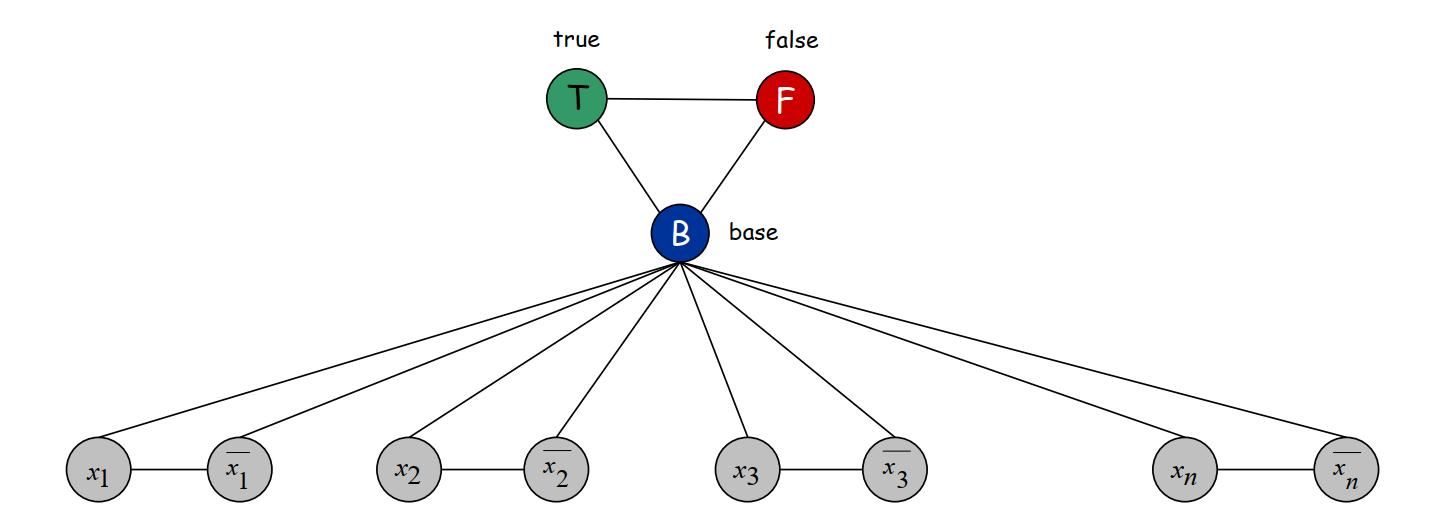 true false
T F
B base
x1 x̅1 x2 x̅2 x3 x̅3 xn x̅n